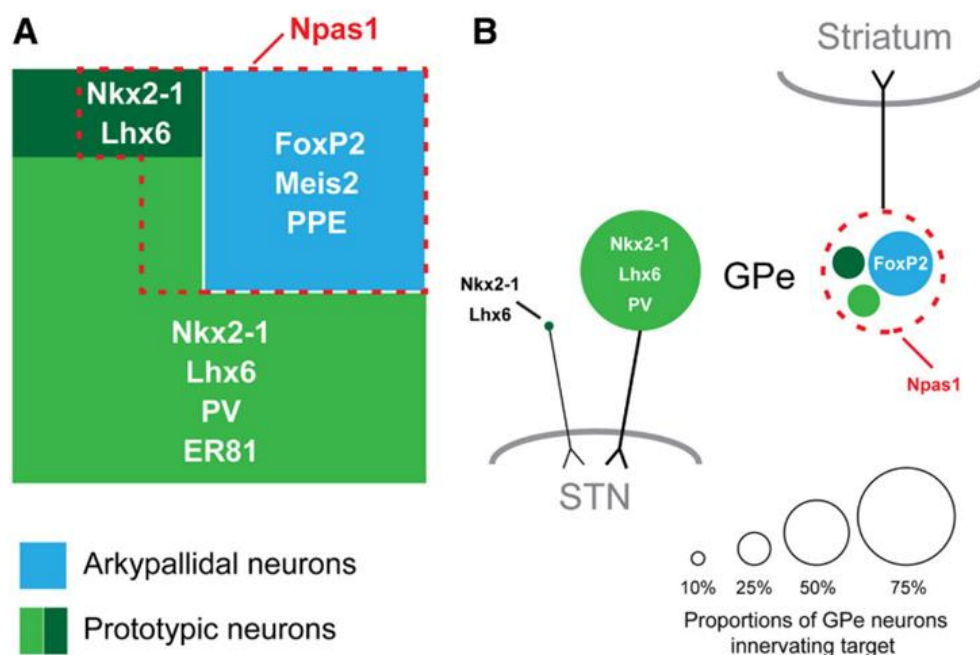 A
Npas1
Nkx2-1
Lhx6
FoxP2
Meis2
PPE
Nkx2-1
Lhx6
PV
ER81
Arkypallidal neurons
Prototypic neurons
B
Striatum
Nkx2-1
Lhx6
PV
GPe
FoxP2
Nkx2-1
Lhx6
Npas1
STN
10%
25%
50%
75%
Proportions of GPe neurons
innervating target